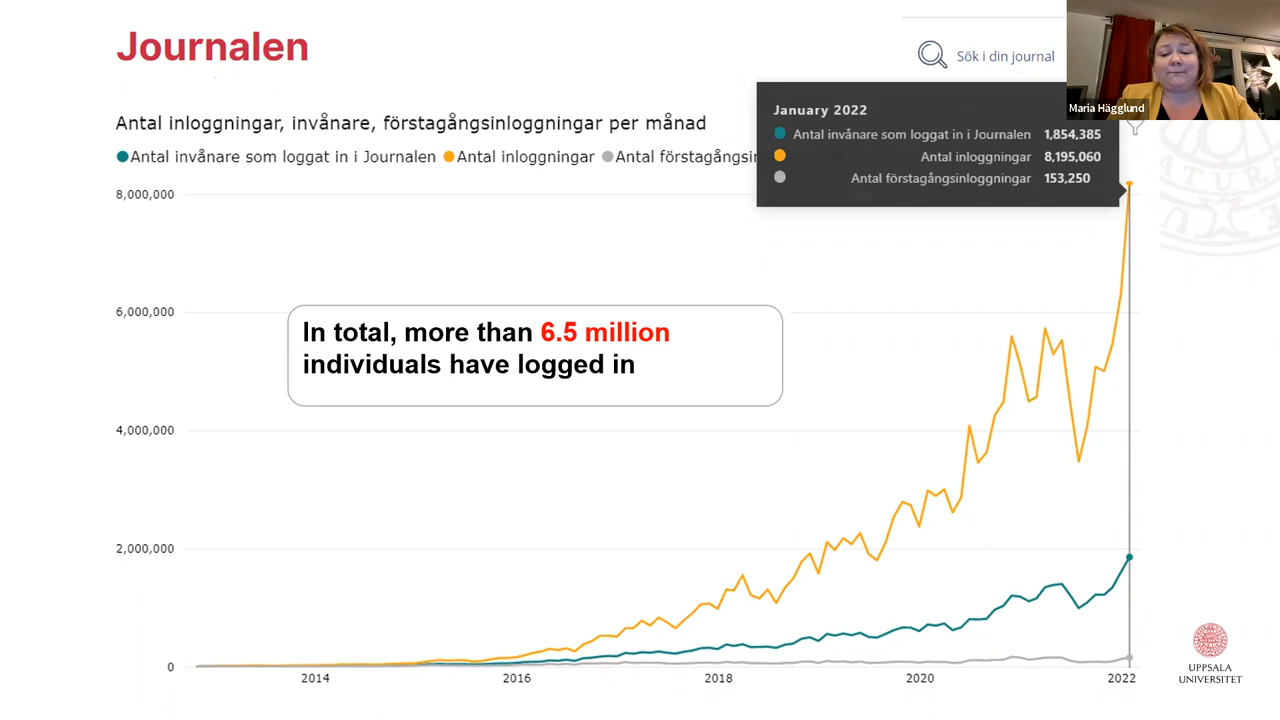 Journalen
Sök i din journal
Maria Hägglund
January 2022
Antal invånare som loggat in i Journalen 1,854,385
Antal inloggningar 8,195,060
Antal förstagångsinloggningar 153,250
Antal inloggningar, invånare, förstagångsinloggningar per månad
Antal invånare som loggat in i Journalen Antal inloggningar Antal förstagångsin
8,000,000
6,000,000
In total, more than 6.5 million
individuals have logged in
4,000,000
2,000,000
0
2014 2016 2018 2020 2022
UPPSALA
UNIVERSITET